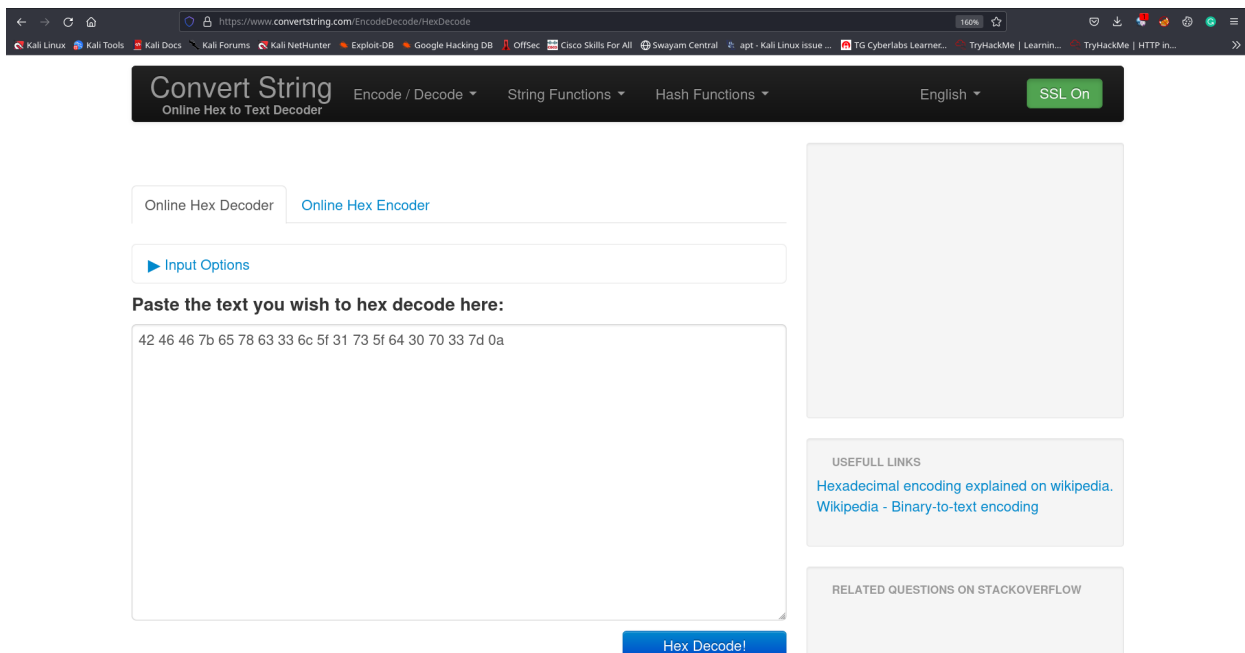 https://www.convertstring.com/EncodeDecode/HexDecode 160%
Kali Linux Kali Tools Kali Docs Kali Forums Kali NetHunter Exploit-DB Google Hacking DB OffSec Cisco Skills For All Swayam Central apt - Kali Linux issue ... TG Cyberlabs Learner... TryHackMe | Learnin... TryHackMe | HTTP in...
Convert String
Online Hex to Text Decoder
Encode / Decode String Functions Hash Functions English SSL On
Online Hex Decoder Online Hex Encoder
Input Options
Paste the text you wish to hex decode here:
42 46 46 7b 65 78 63 33 6c 5f 31 73 5f 64 30 70 33 7d 0a
Hex Decode!
USEFULL LINKS
Hexadecimal encoding explained on wikipedia.
Wikipedia - Binary-to-text encoding
RELATED QUESTIONS ON STACKOVERFLOW